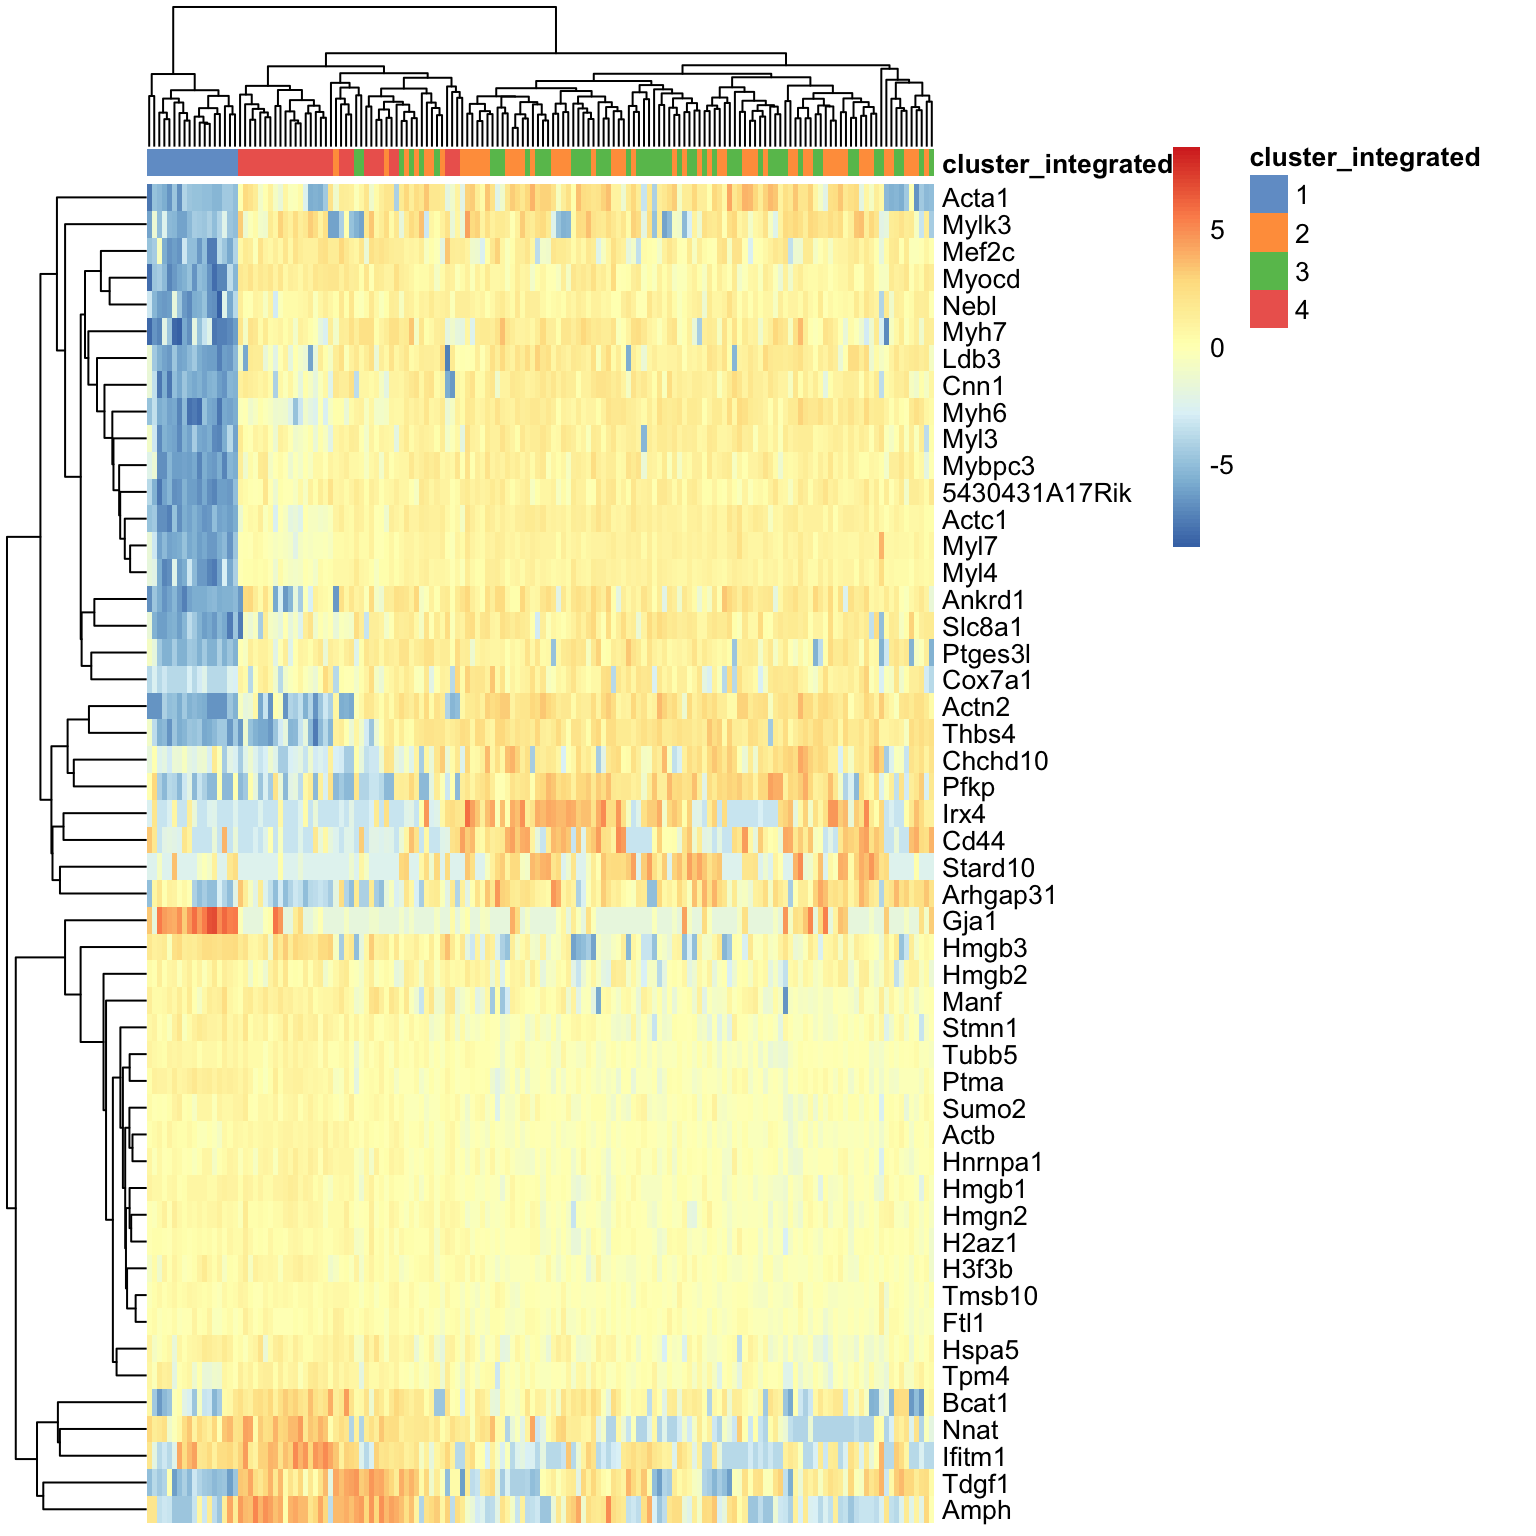 cluster_integrated
Acta1
Mylk3
Mef2c
Myocd
Nebl
Myh7
Ldb3
Cnn1
Myh6
Myl3
Mybpc3
5430431A17Rik
Actc1
Myl7
Myl4
Ankrd1
Slc8a1
Ptges3l
Cox7a1
Actn2
Thbs4
Chchd10
Pfkp
Irx4
Cd44
Stard10
Arhgap31
Gja1
Hmgb3
Hmgb2
Manf
Stmn1
Tubb5
Ptma
Sumo2
Actb
Hnrnpa1
Hmgb1
Hmgn2
H2az1
H3f3b
Tmsb10
Ftl1
Hspa5
Tpm4
Bcat1
Nnat
Ifitm1
Tdgf1
Amph
5
0
-5
cluster_integrated
1
2
3
4